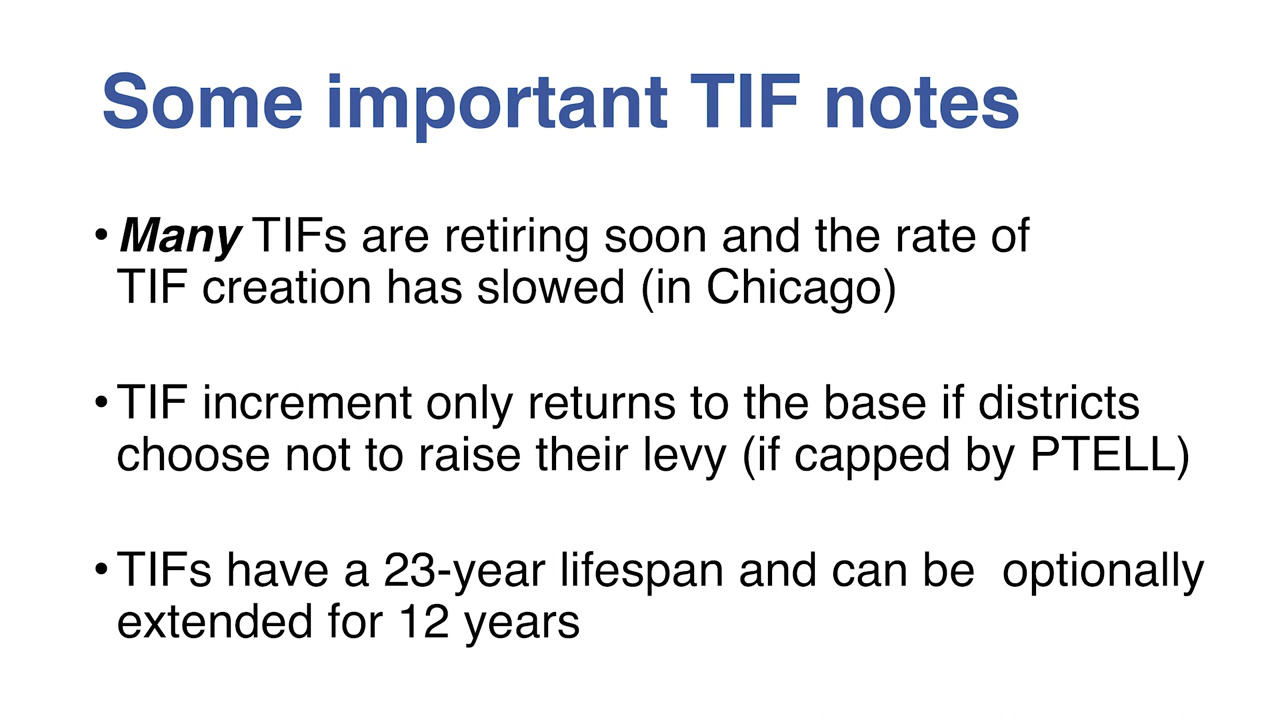 Some important TIF notes
• Many TIFs are retiring soon and the rate of
TIF creation has slowed (in Chicago)
• TIF increment only returns to the base if districts
choose not to raise their levy (if capped by PTELL)
• TIFs have a 23-year lifespan and can be  optionally
extended for 12 years